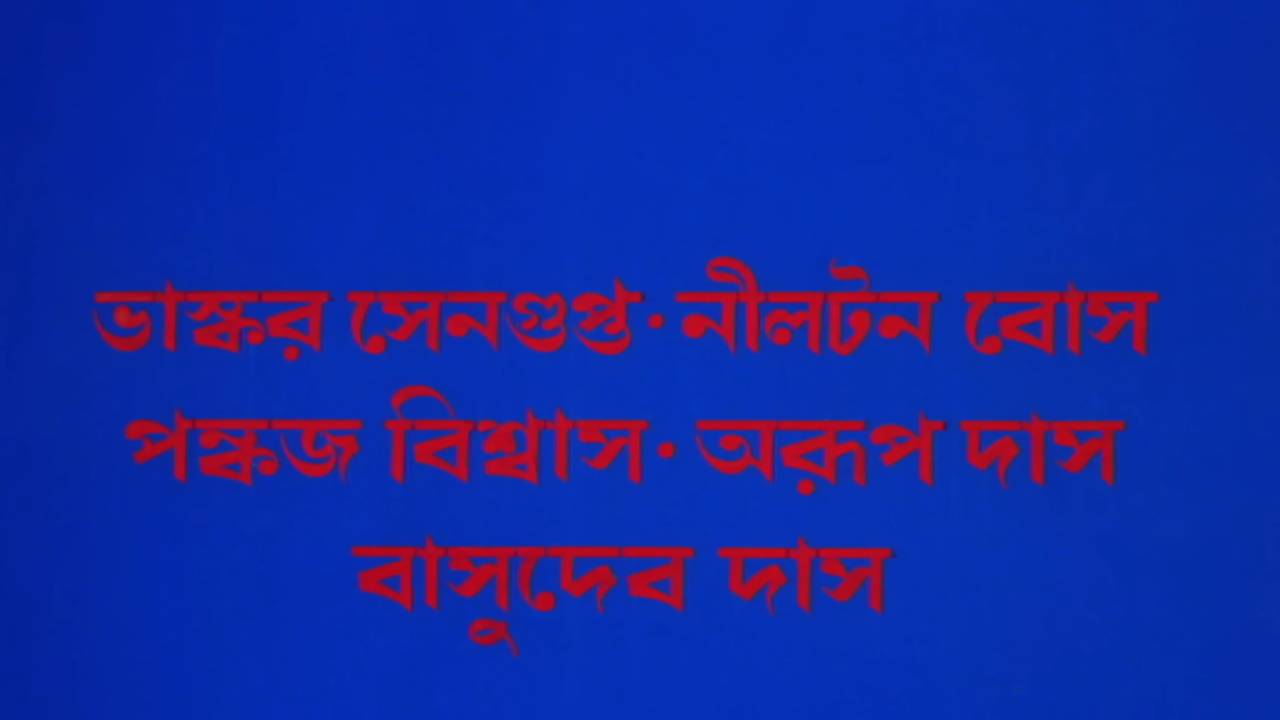 ভাস্কর সেনগুপ্ত · নীলটন বোস
পঙ্কজ বিশ্বাস · অরূপ দাস
বাসুদেব দাস